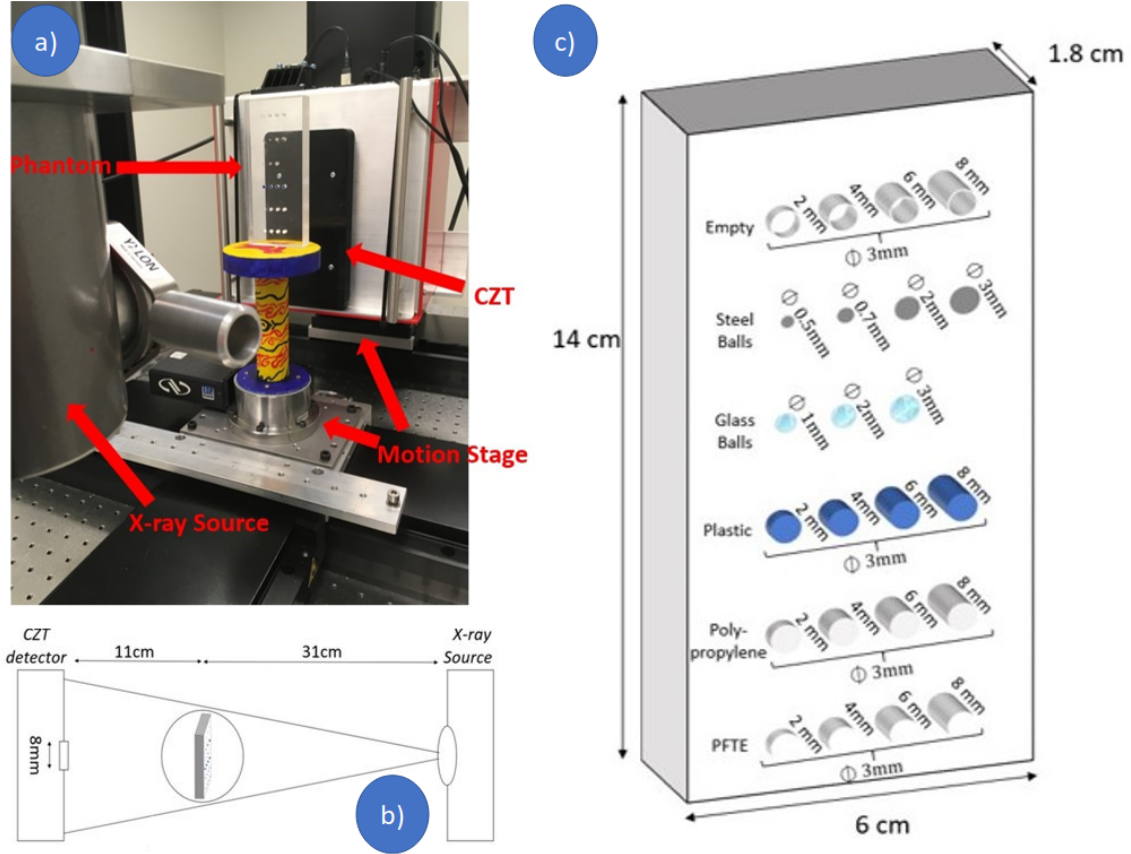 a)
Phantom
Y.LON
CZT
Motion Stage
X-ray Source
CZT
detector
11cm
31cm
X-ray
Source
8mm
b)
c)
1.8 cm
14 cm
6 cm
Empty
2 mm
4mm
6 mm
8 mm
Φ 3mm
Steel
Balls
∅ 0.5mm
∅ 0.7mm
∅ 2mm
∅ 3mm
Glass
Balls
∅ 1mm
∅ 2mm
∅ 3mm
Plastic
2 mm
4mm
6 mm
8 mm
Φ 3mm
Poly-
propylene
2 mm
4mm
6 mm
8 mm
Φ 3mm
PFTE
2 mm
4mm
6 mm
8 mm
Φ 3mm